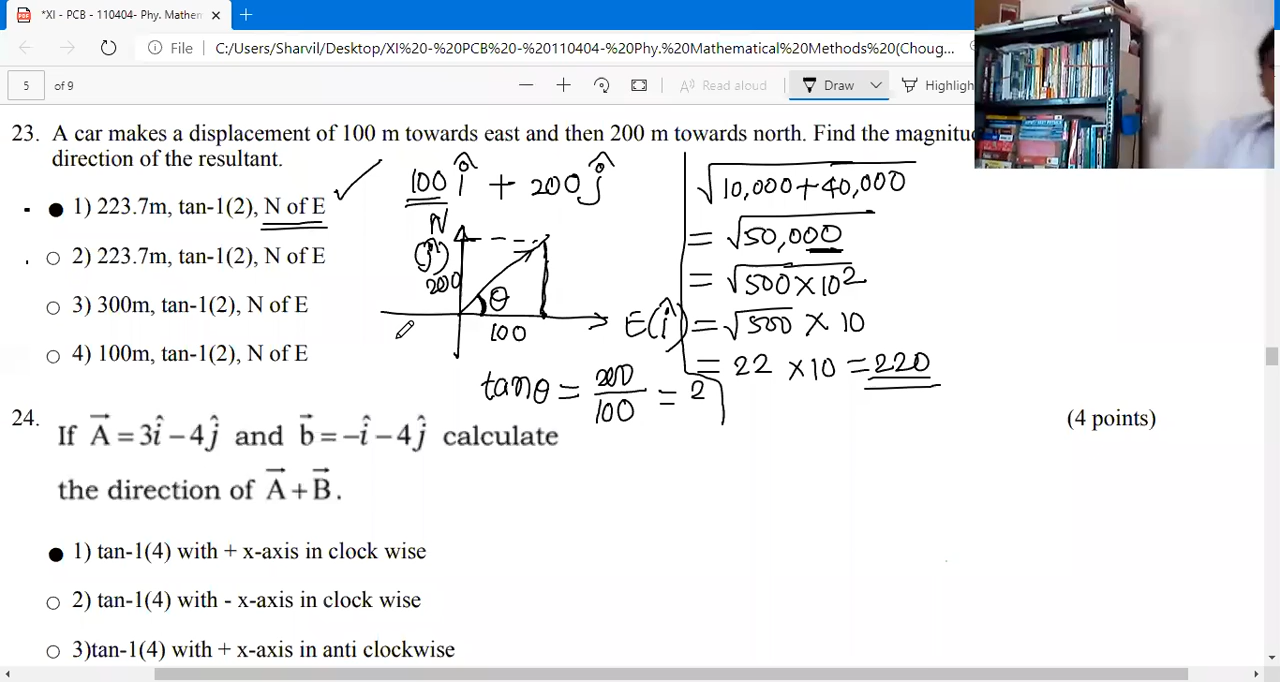 *XI - PCB - 110404- Phy. Mathen
File C:/Users/Sharvil/Desktop/XI%20-%20PCB%20-%20110404-%20Phy.%20Mathematical%20Methods%20(Choug...
5 of 9 Read aloud Draw Highligh
23. A car makes a displacement of 100 m towards east and then 200 m towards north. Find the magnitud
direction of the resultant.
1) 223.7m, tan-1(2), N of E
2) 223.7m, tan-1(2), N of E
3) 300m, tan-1(2), N of E
4) 100m, tan-1(2), N of E
100 î + 200 ĵ
N
(ĵ)
200
θ
100
E(î)
tanθ = 200/100 = 2
√10,000+40,000
= √50,000
= √500×10²
= √500 × 10
= 22 ×10 = 220
24. (4 points)
If A⃗ = 3î − 4ĵ and b⃗ = −î − 4ĵ calculate
the direction of A⃗ + B⃗.
1) tan-1(4) with + x-axis in clock wise
2) tan-1(4) with - x-axis in clock wise
3)tan-1(4) with + x-axis in anti clockwise